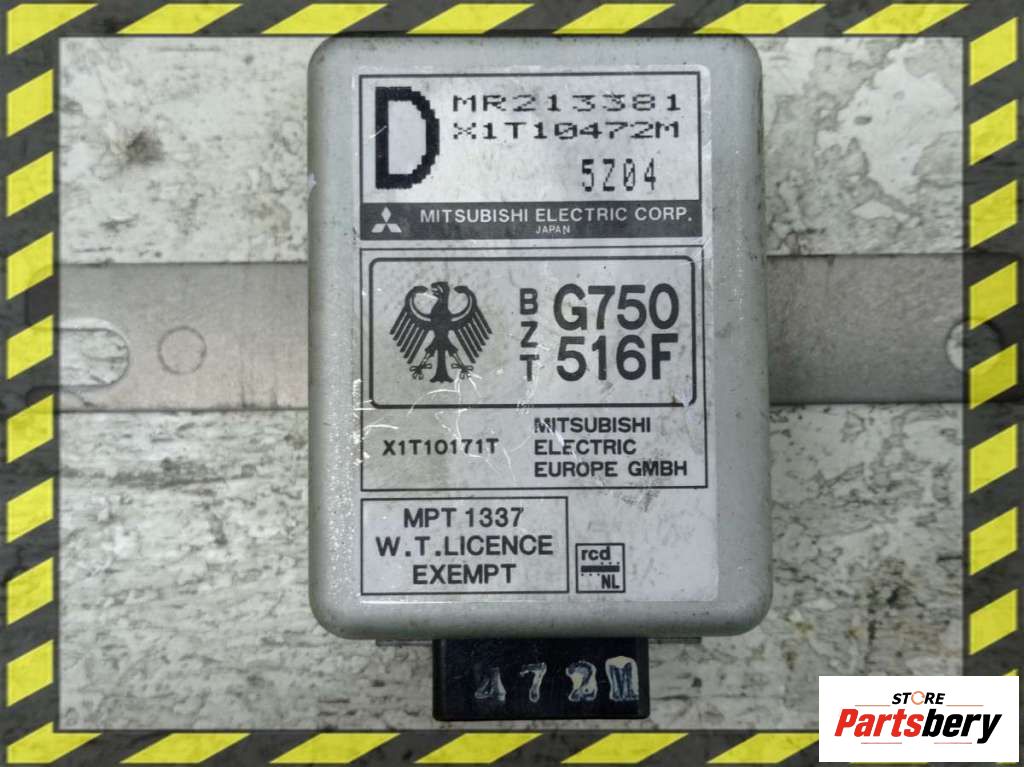 D
MR213381
X1T10472M
5Z04
MITSUBISHI ELECTRIC CORP.
JAPAN
BZT
G750
516F
X1T10171T
MITSUBISHI
ELECTRIC
EUROPE GMBH
MPT 1337
W.T.LICENCE
EXEMPT
rcd
NL
472M
STORE
Partsbery